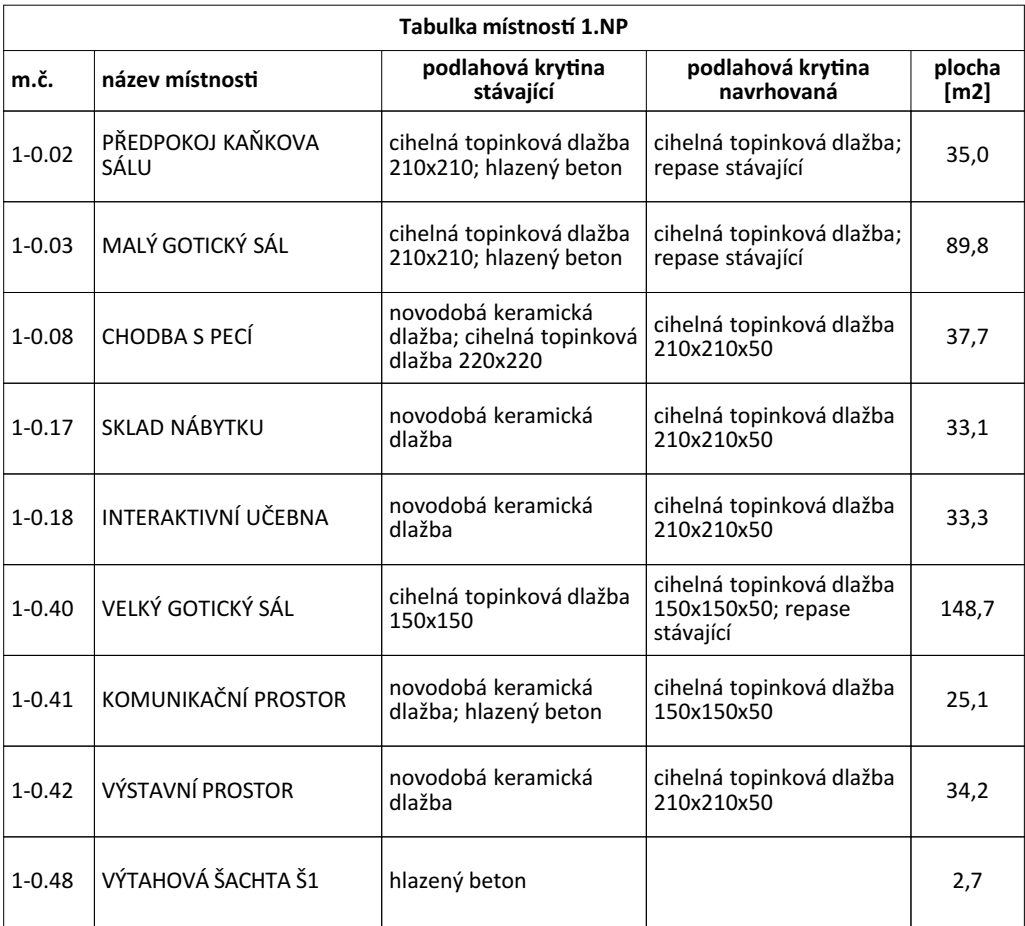 Tabulka místností 1.NP
m.č.
název místnosti
podlahová krytina
stávající
podlahová krytina
navrhovaná
plocha
[m2]
1-0.02
PŘEDPOKOJ KAŇKOVA
SÁLU
cihelná topinková dlažba
210x210; hlazený beton
cihelná topinková dlažba;
repase stávající
35,0
1-0.03
MALÝ GOTICKÝ SÁL
cihelná topinková dlažba
210x210; hlazený beton
cihelná topinková dlažba;
repase stávající
89,8
1-0.08
CHODBA S PECÍ
novodobá keramická
dlažba; cihelná topinková
dlažba 220x220
cihelná topinková dlažba
210x210x50
37,7
1-0.17
SKLAD NÁBYTKU
novodobá keramická
dlažba
cihelná topinková dlažba
210x210x50
33,1
1-0.18
INTERAKTIVNÍ UČEBNA
novodobá keramická
dlažba
cihelná topinková dlažba
210x210x50
33,3
1-0.40
VELKÝ GOTICKÝ SÁL
cihelná topinková dlažba
150x150
cihelná topinková dlažba
150x150x50; repase
stávající
148,7
1-0.41
KOMUNIKAČNÍ PROSTOR
novodobá keramická
dlažba; hlazený beton
cihelná topinková dlažba
150x150x50
25,1
1-0.42
VÝSTAVNÍ PROSTOR
novodobá keramická
dlažba
cihelná topinková dlažba
210x210x50
34,2
1-0.48
VÝTAHOVÁ ŠACHTA Š1
hlazený beton
2,7